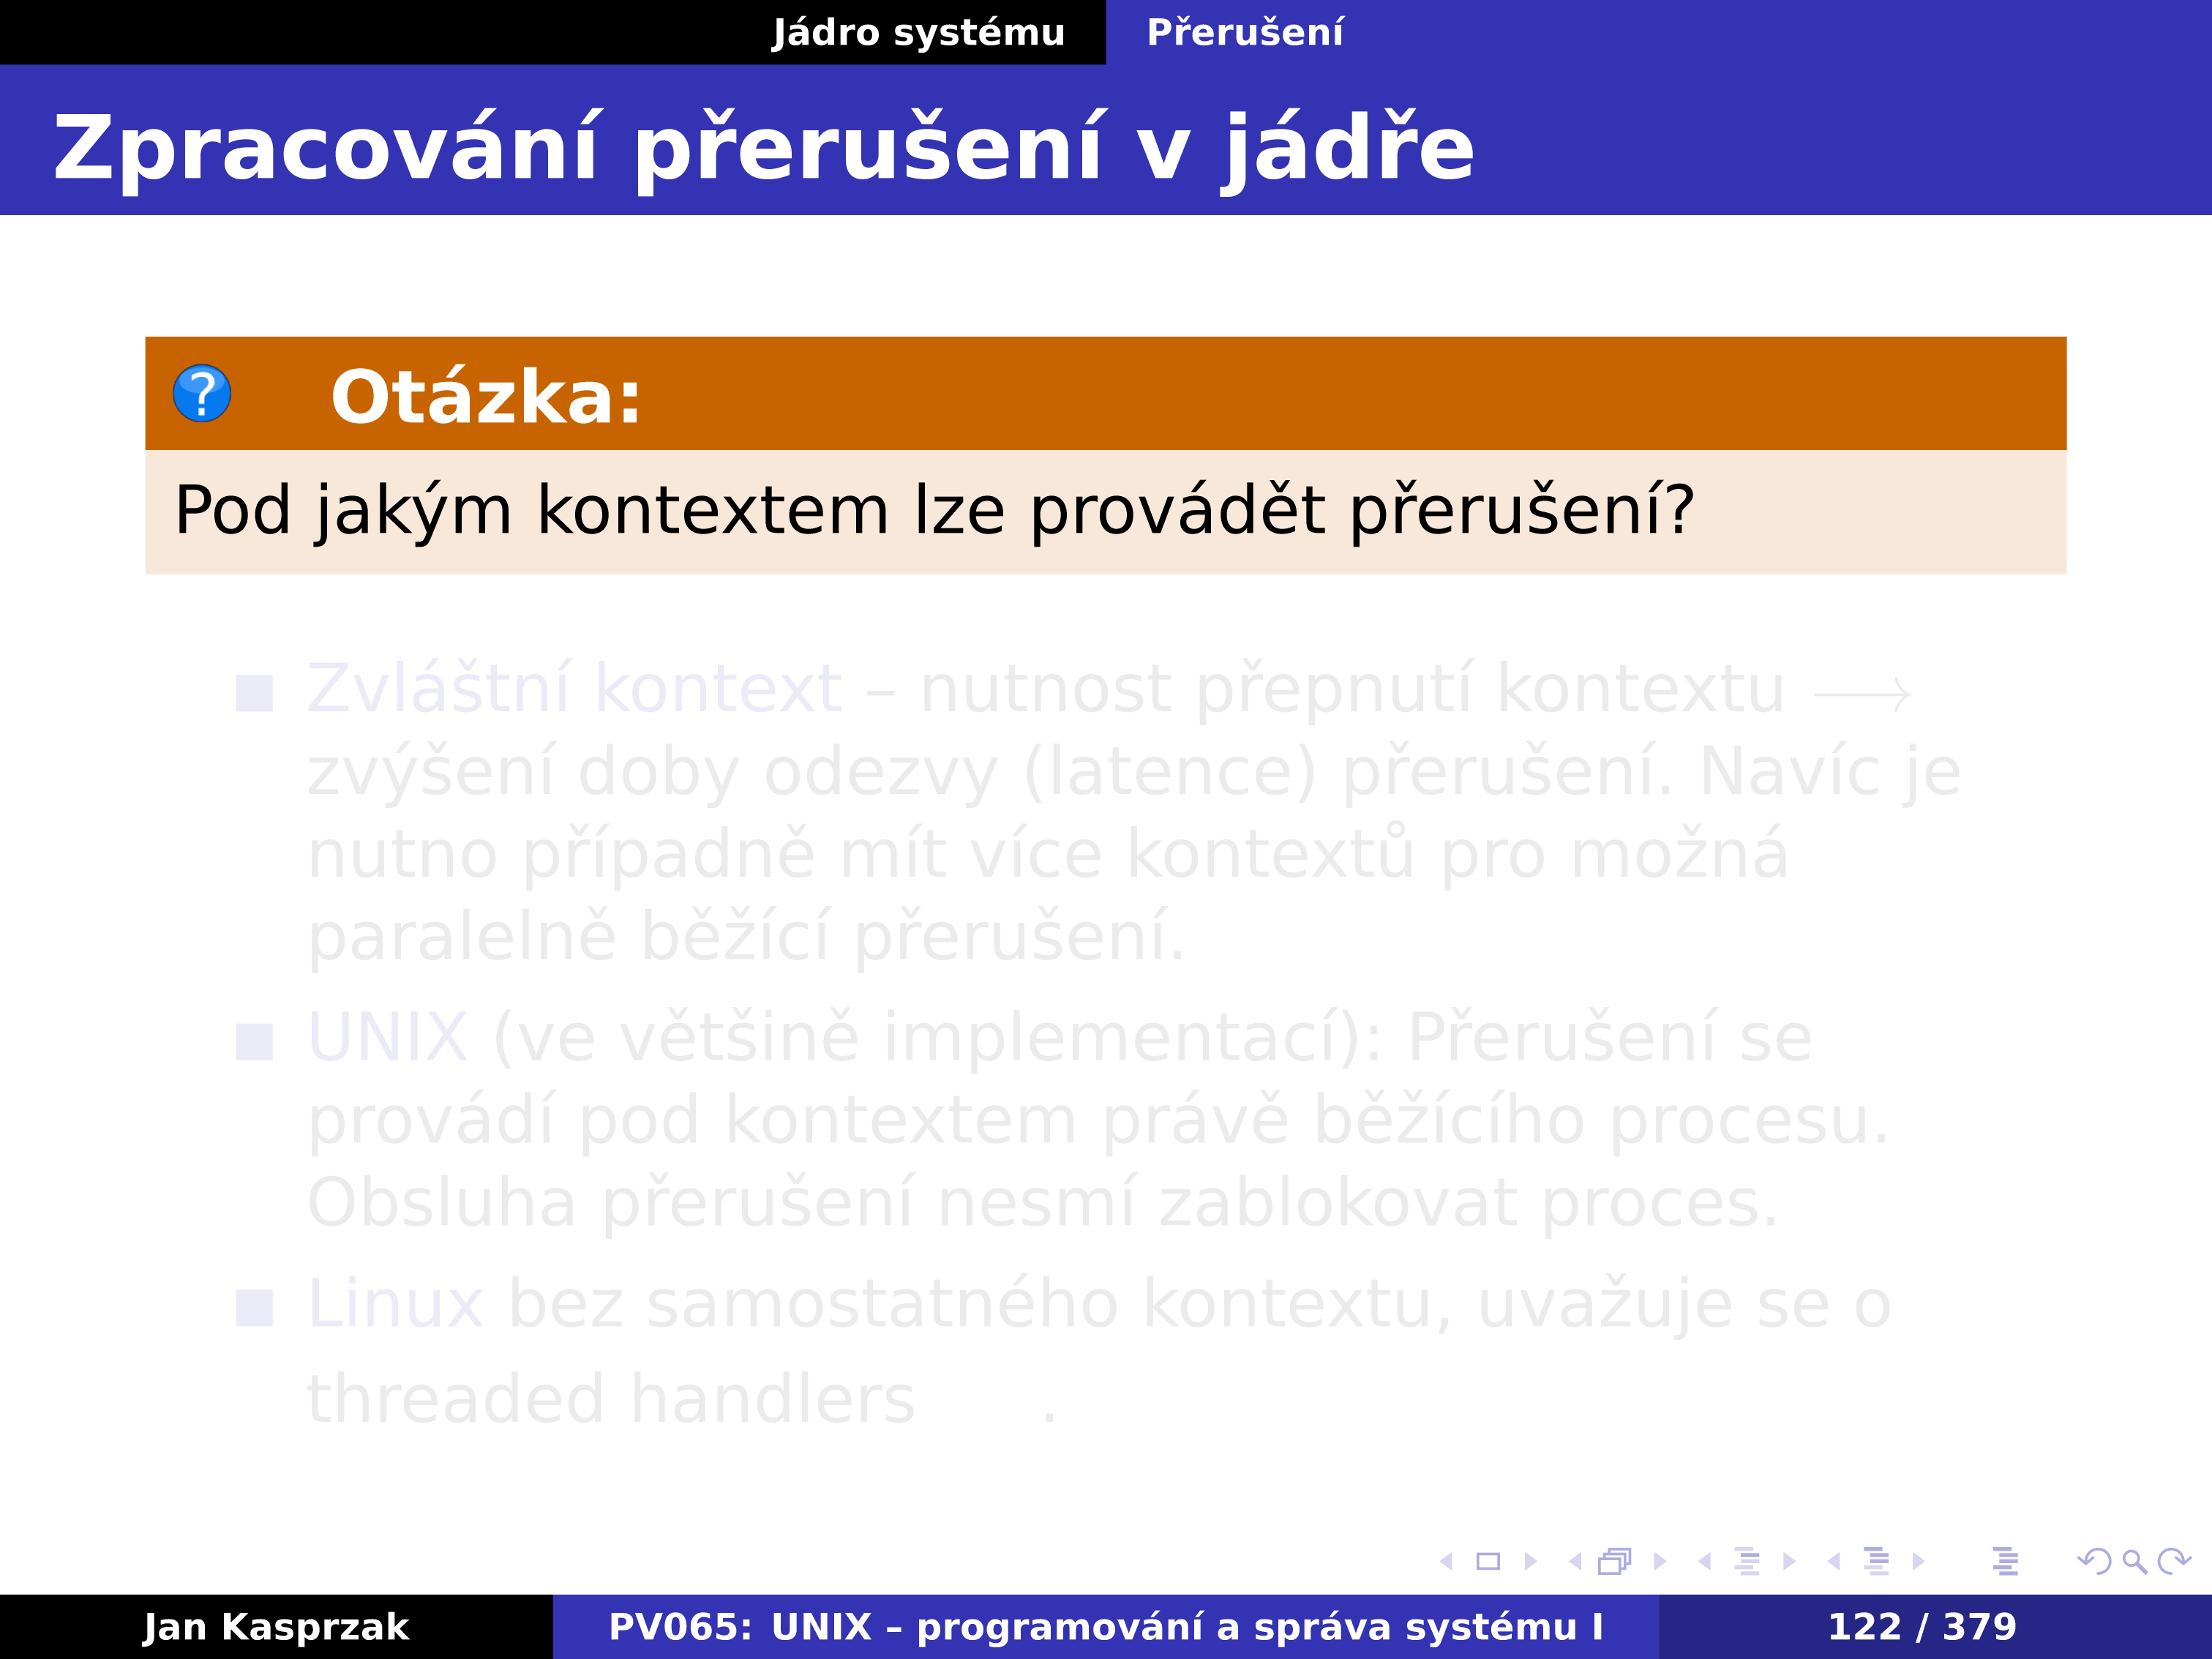 Jádro systému Přerušení
Zpracování přerušení v jádře
? Otázka:
Pod jakým kontextem lze provádět přerušení?
Zvláštní kontext – nutnost přepnutí kontextu ⟶
zvýšení doby odezvy (latence) přerušení. Navíc je
nutno případně mít více kontextů pro možná
paralelně běžící přerušení.
UNIX (ve většině implementací): Přerušení se
provádí pod kontextem právě běžícího procesu.
Obsluha přerušení nesmí zablokovat proces.
Linux bez samostatného kontextu, uvažuje se o
threaded handlers .
Jan Kasprzak PV065: UNIX – programování a správa systému I 122 / 379